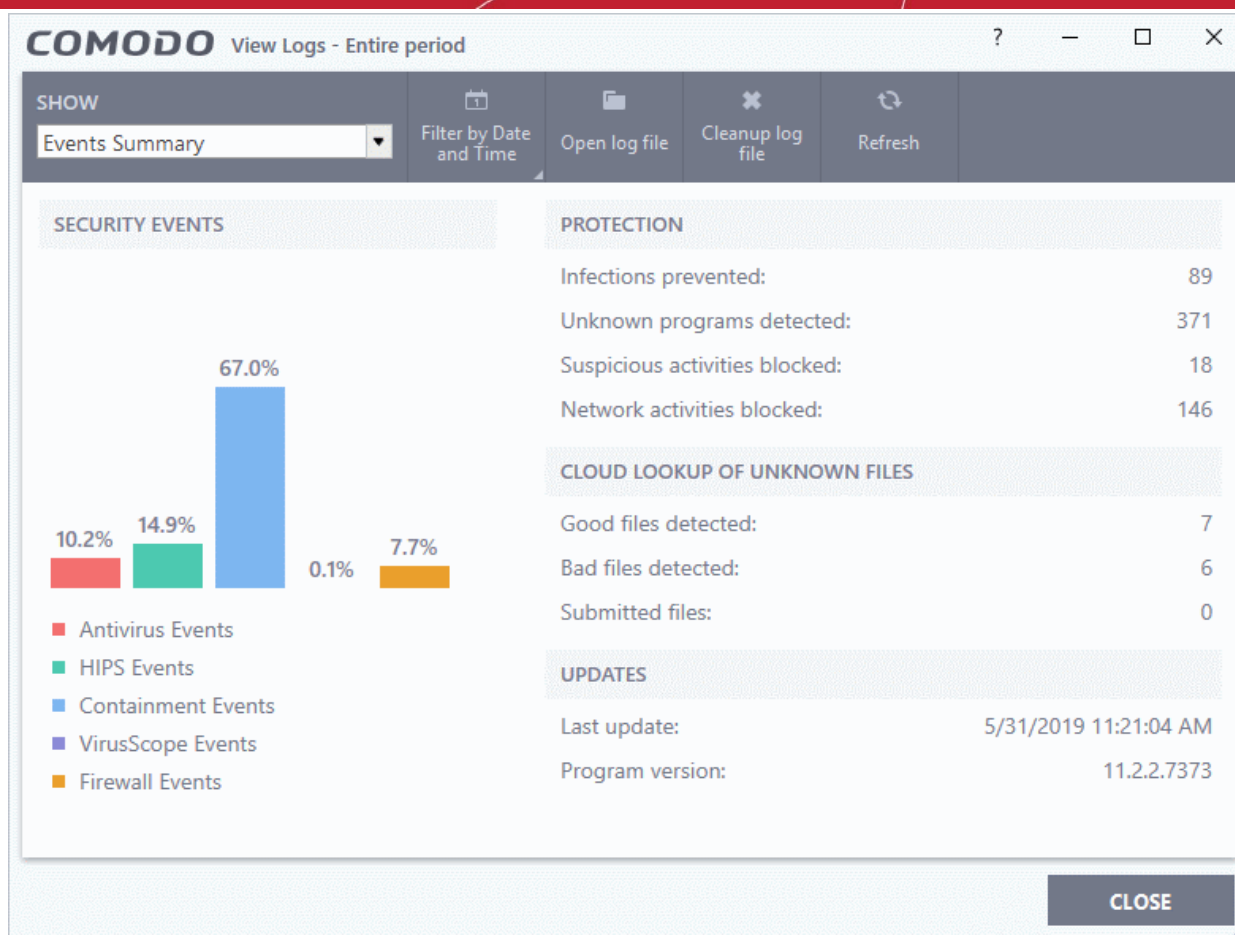 COMODO View Logs - Entire period
?
SHOW
Events Summary
Filter by Date
and Time
Open log file
Cleanup log
file
Refresh
SECURITY EVENTS
67.0%
10.2%
14.9%
0.1%
7.7%
Antivirus Events
HIPS Events
Containment Events
VirusScope Events
Firewall Events
PROTECTION
Infections prevented: 89
Unknown programs detected: 371
Suspicious activities blocked: 18
Network activities blocked: 146
CLOUD LOOKUP OF UNKNOWN FILES
Good files detected: 7
Bad files detected: 6
Submitted files: 0
UPDATES
Last update: 5/31/2019 11:21:04 AM
Program version: 11.2.2.7373
CLOSE